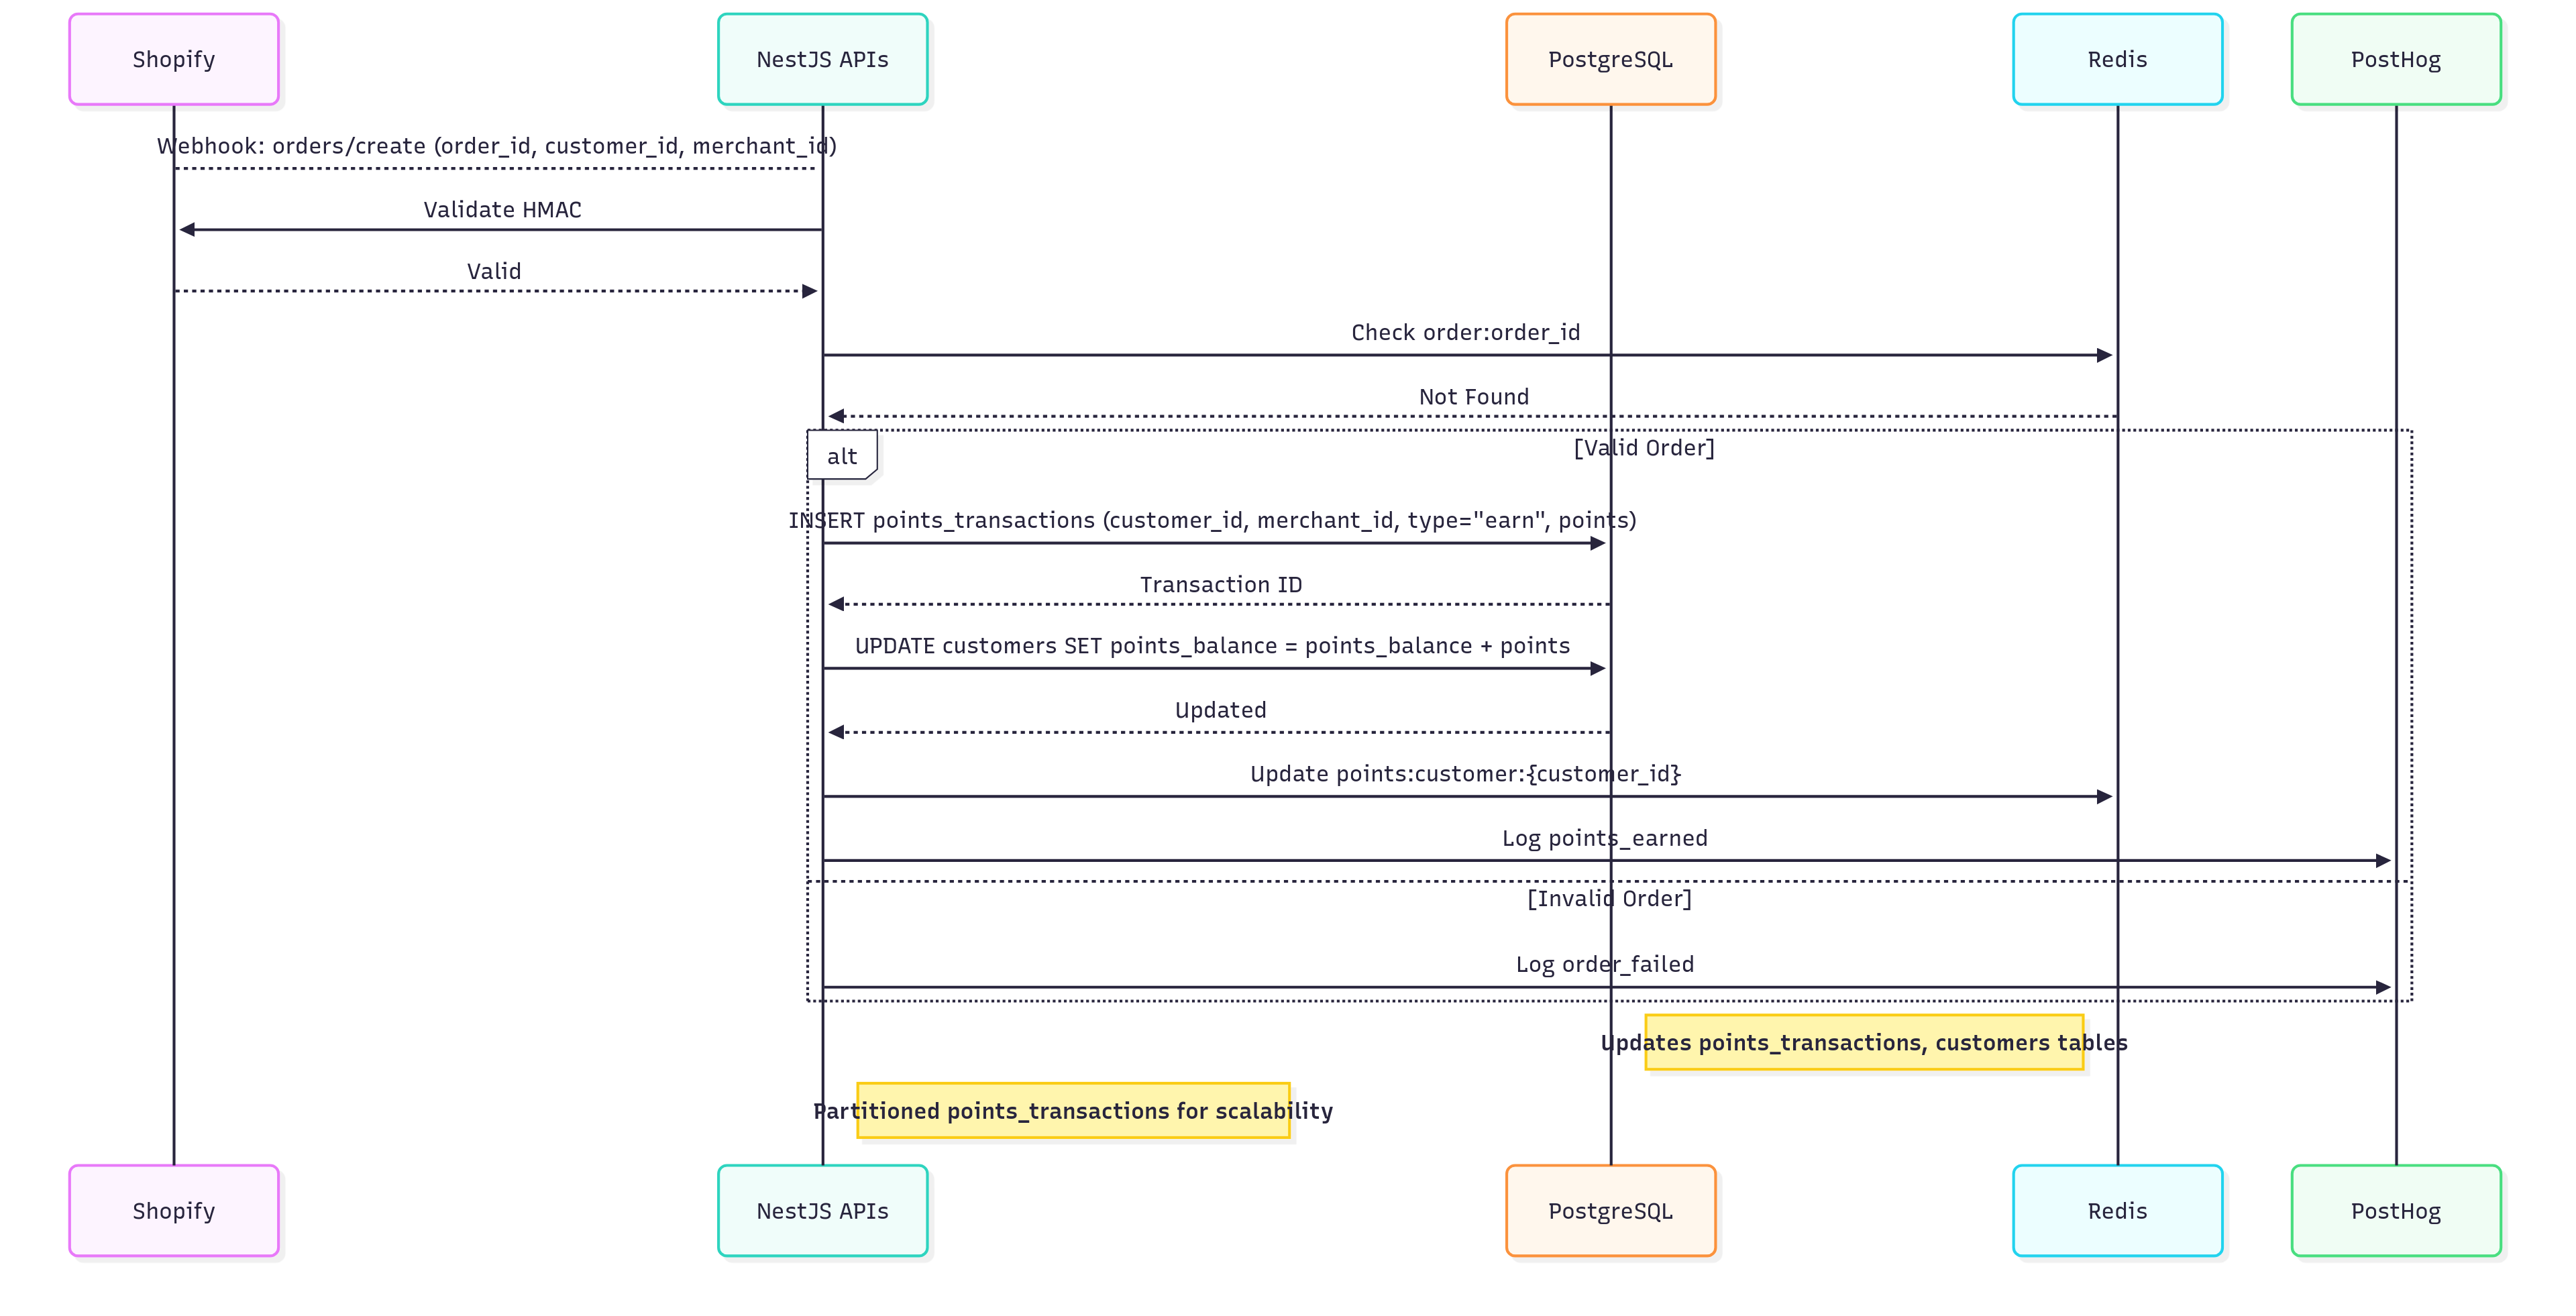 Shopify
NestJS APIs
PostgreSQL
Redis
PostHog
Webhook: orders/create (order_id, customer_id, merchant_id)
Validate HMAC
Valid
Check order:order_id
Not Found
alt
[Valid Order]
INSERT points_transactions (customer_id, merchant_id, type="earn", points)
Transaction ID
UPDATE customers SET points_balance = points_balance + points
Updated
Update points:customer:{customer_id}
Log points_earned
[Invalid Order]
Log order_failed
Updates points_transactions, customers tables
Partitioned points_transactions for scalability
Shopify
NestJS APIs
PostgreSQL
Redis
PostHog